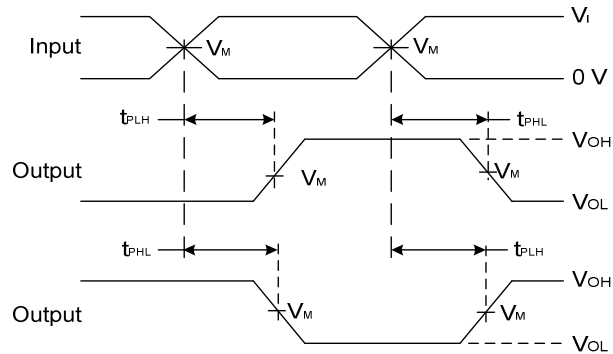 VI
Input VM VM
0 V
tPLH tPHL
VOH
Output VM VM
VOL
tPHL tPLH
VOH
Output VM VM
VOL